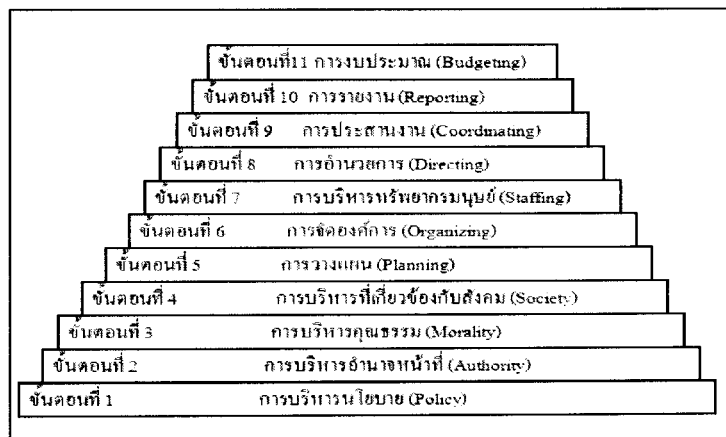 ขั้นตอนที่11 การงบประมาณ (Budgeting)
ขั้นตอนที่ 10 การรายงาน (Reporting)
ขั้นตอนที่ 9 การประสานงาน (Coordinating)
ขั้นตอนที่ 8 การอำนวยการ (Directing)
ขั้นตอนที่ 7 การบริหารทรัพยากรมนุษย์ (Staffing)
ขั้นตอนที่ 6 การจัดองค์การ (Organizing)
ขั้นตอนที่ 5 การวางแผน (Planning)
ขั้นตอนที่ 4 การบริหารที่เกี่ยวข้องกับสังคม (Society)
ขั้นตอนที่ 3 การบริหารคุณธรรม (Morality)
ขั้นตอนที่ 2 การบริหารอำนาจหน้าที่ (Authority)
ขั้นตอนที่ 1 การบริหารนโยบาย (Policy)